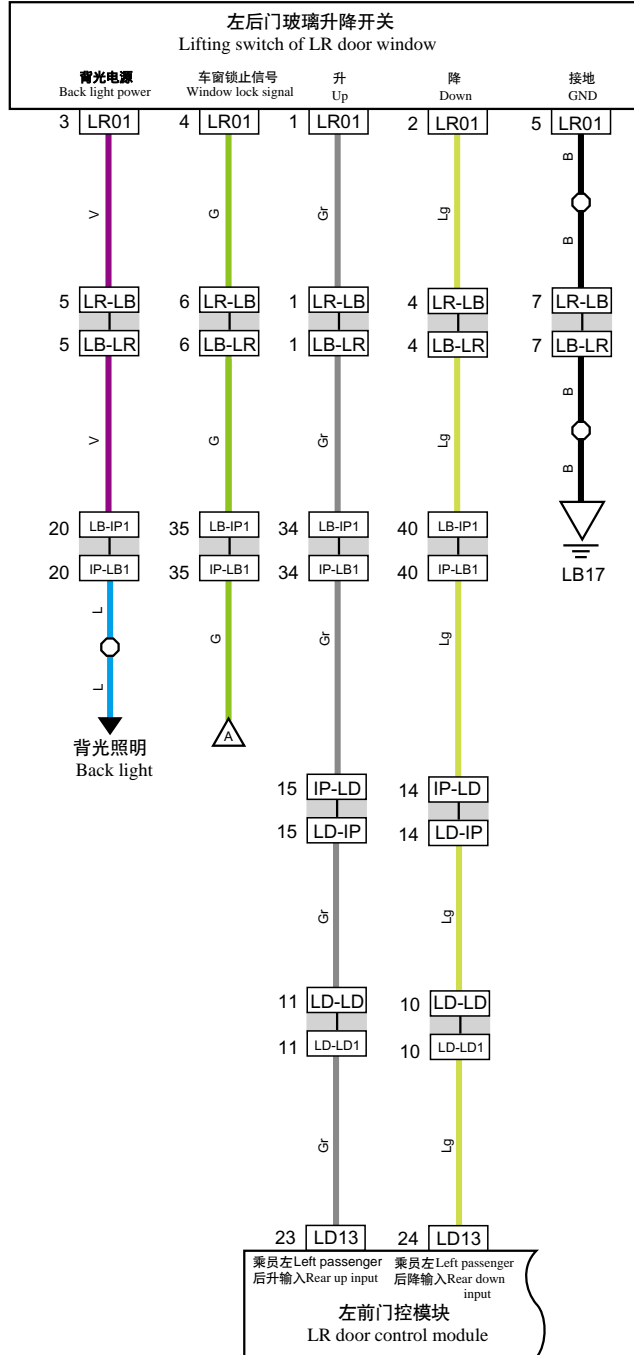 左后门玻璃升降开关
Lifting switch of LR door window
背光电源 车窗锁止信号 升 降 接地
Back light power Window lock signal Up Down GND
3 LR01 4 LR01 1 LR01 2 LR01 5 LR01
B
V G Gr Lg
B
5 LR-LB 6 LR-LB 1 LR-LB 4 LR-LB 7 LR-LB
5 LB-LR 6 LB-LR 1 LB-LR 4 LB-LR 7 LB-LR
B
V G Gr Lg
B
20 LB-IP1 35 LB-IP1 34 LB-IP1 40 LB-IP1
20 IP-LB1 35 IP-LB1 34 IP-LB1 40 IP-LB1
LB17
L
G Gr Lg
L
A
背光照明
Back light
15 IP-LD 14 IP-LD
15 LD-IP 14 LD-IP
Gr Lg
11 LD-LD 10 LD-LD
11 LD-LD1 10 LD-LD1
Gr Lg
23 LD13 24 LD13
乘员左Left passenger 乘员左Left passenger
后升输入Rear up input 后降输入Rear down
input
左前门控模块
LR door control module